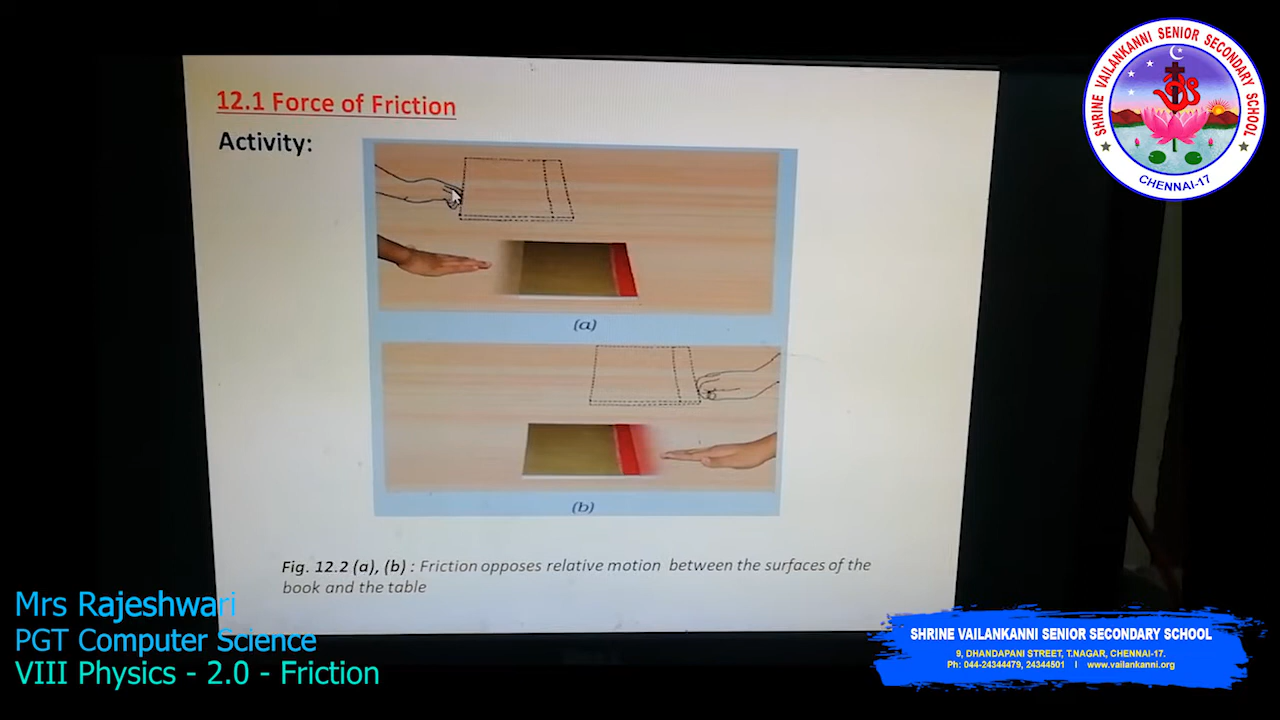 12.1 Force of Friction
Activity:
(a)
(b)
Fig. 12.2 (a), (b) : Friction opposes relative motion between the surfaces of the
book and the table
SHRINE VAILANKANNI SENIOR SECONDARY SCHOOL
CHENNAI-17
Mrs Rajeshwari
PGT Computer Science
VIII Physics - 2.0 - Friction
SHRINE VAILANKANNI SENIOR SECONDARY SCHOOL
9, DHANDAPANI STREET, T.NAGAR, CHENNAI-17.
Ph: 044-24344479, 24344501 I www.vailankanni.org